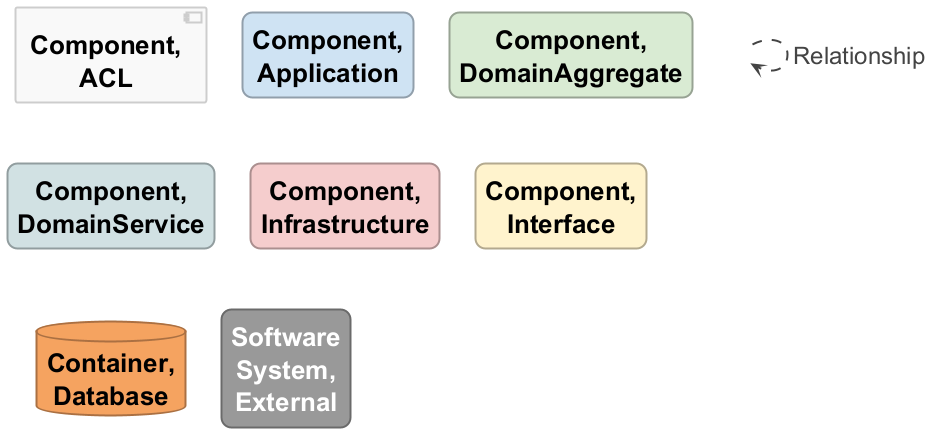 Component,
ACL
Component,
Application
Component,
DomainAggregate
Relationship
Component,
DomainService
Component,
Infrastructure
Component,
Interface
Container,
Database
Software
System,
External